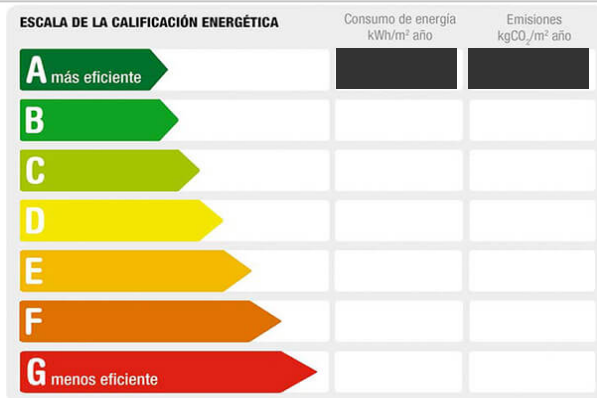 ESCALA DE LA CALIFICACIÓN ENERGÉTICA
Consumo de energía
kWh/m² año
Emisiones
kgCO₂/m² año
A más eficiente
B
C
D
E
F
G menos eficiente